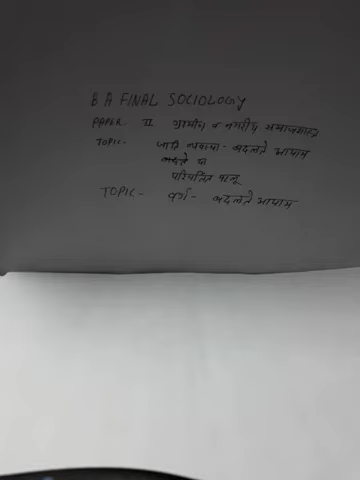 B A FINAL SOCIOLOGY
PAPER II ग्रामीण व नगरीय समाजशास्त्र
TOPIC- जाति व्यवस्था - बदलते आयाम
या
परिवर्तित पहलू
TOPIC- वर्ग - बदलते आयाम